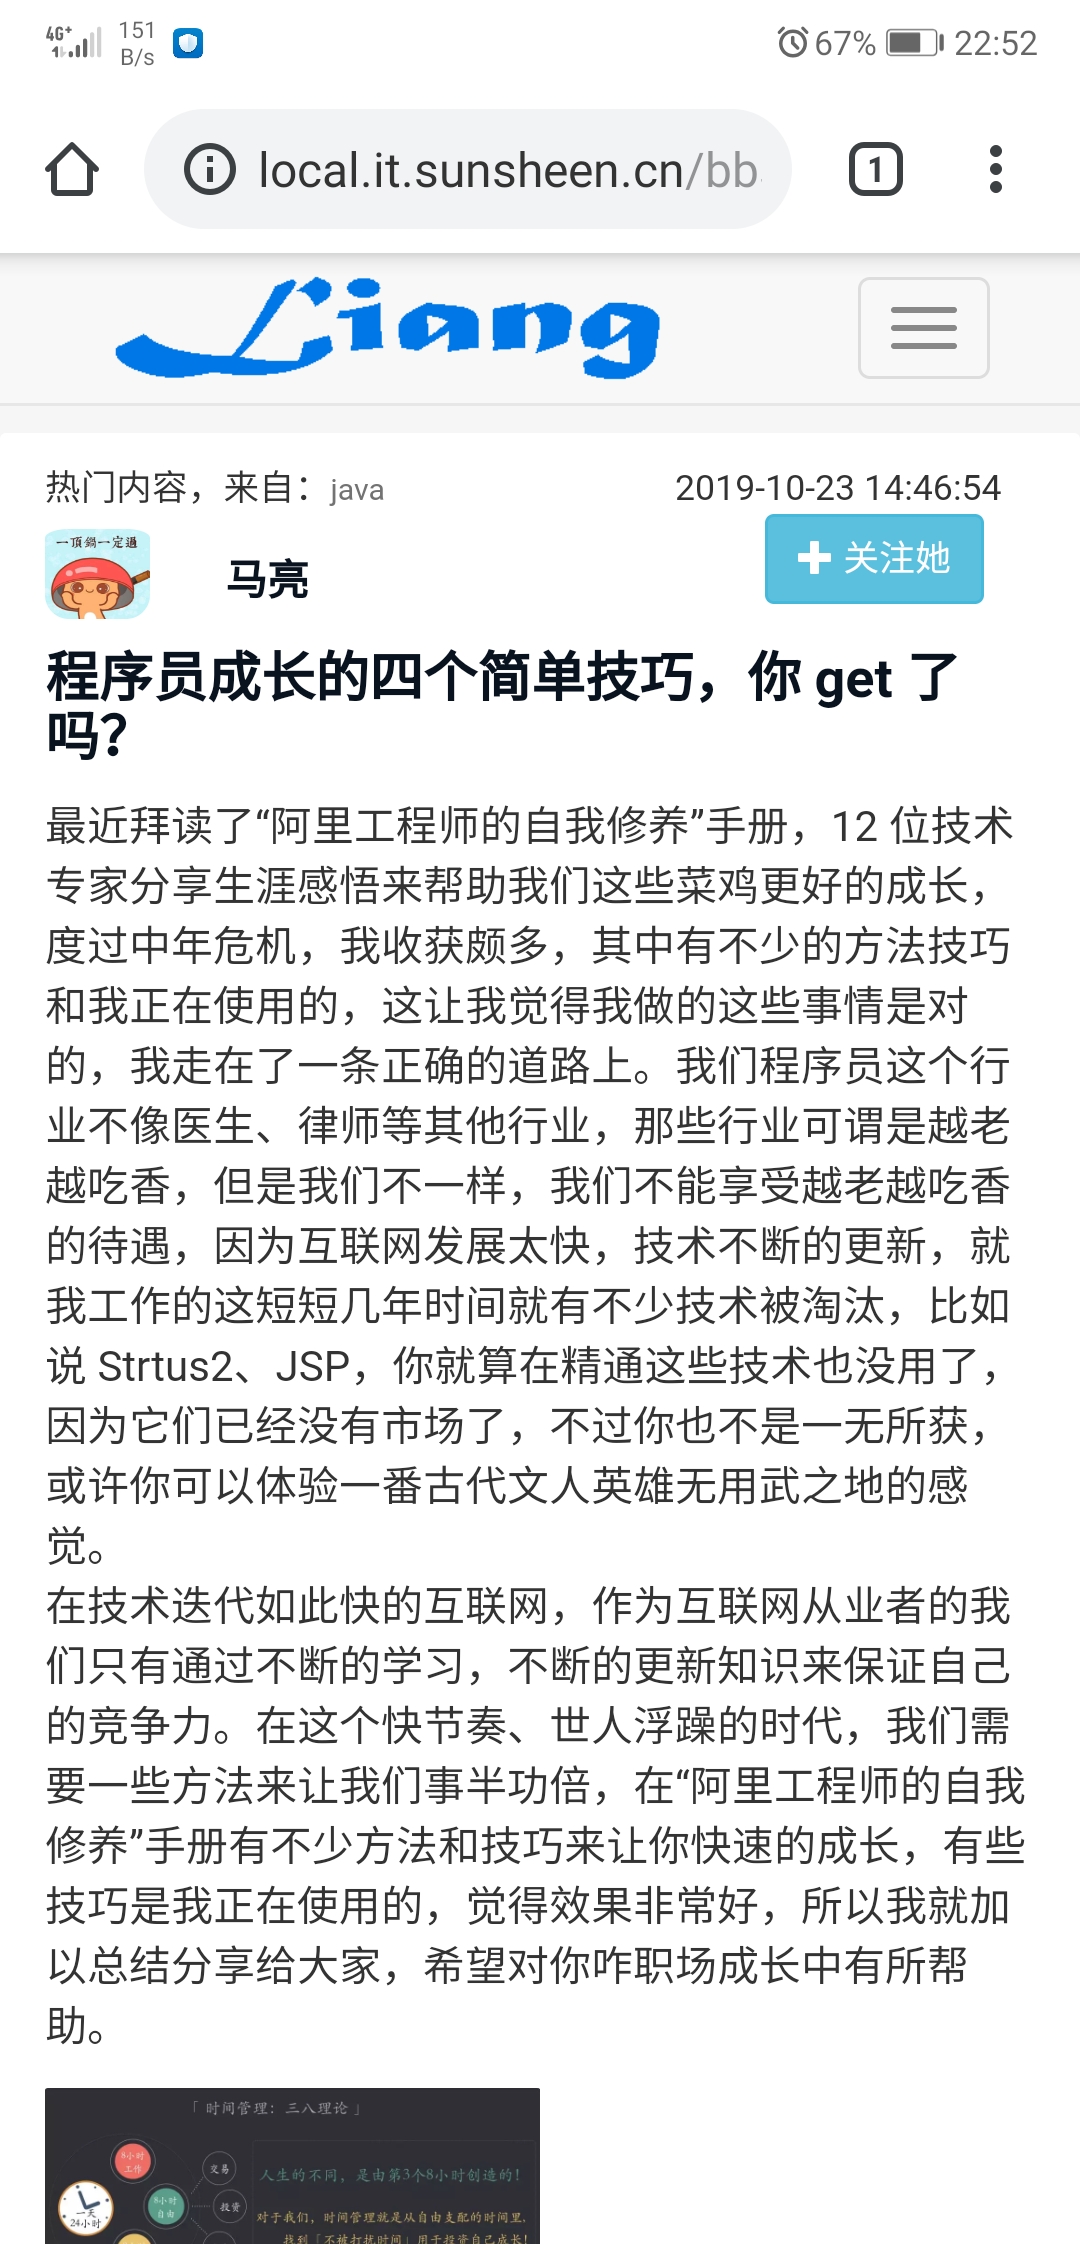 4G+
151
B/s
67%
22:52
local.it.sunsheen.cn/bb
1
Liang
热门内容，来自：java
2019-10-23 14:46:54
一頂鍋一定過
马亮
关注她
程序员成长的四个简单技巧，你 get 了
吗？
最近拜读了“阿里工程师的自我修养”手册，12 位技术
专家分享生涯感悟来帮助我们这些菜鸡更好的成长，
度过中年危机，我收获颇多，其中有不少的方法技巧
和我正在使用的，这让我觉得我做的这些事情是对
的，我走在了一条正确的道路上。我们程序员这个行
业不像医生、律师等其他行业，那些行业可谓是越老
越吃香，但是我们不一样，我们不能享受越老越吃香
的待遇，因为互联网发展太快，技术不断的更新，就
我工作的这短短几年时间就有不少技术被淘汰，比如
说 Strtus2、JSP，你就算在精通这些技术也没用了，
因为它们已经没有市场了，不过你也不是一无所获，
或许你可以体验一番古代文人英雄无用武之地的感
觉。
在技术迭代如此快的互联网，作为互联网从业者的我
们只有通过不断的学习，不断的更新知识来保证自己
的竞争力。在这个快节奏、世人浮躁的时代，我们需
要一些方法来让我们事半功倍，在“阿里工程师的自我
修养”手册有不少方法和技巧来让你快速的成长，有些
技巧是我正在使用的，觉得效果非常好，所以我就加
以总结分享给大家，希望对你咋职场成长中有所帮
助。
「 时间管理：三八理论 」
8小时
工作
交易
人生的不同，是由第3个8小时创造的！
一天
24小时
8小时
自由
投资
对于我们，时间管理就是从自由支配的时间里，
找到「不被打扰时间」用于投资自己成长！